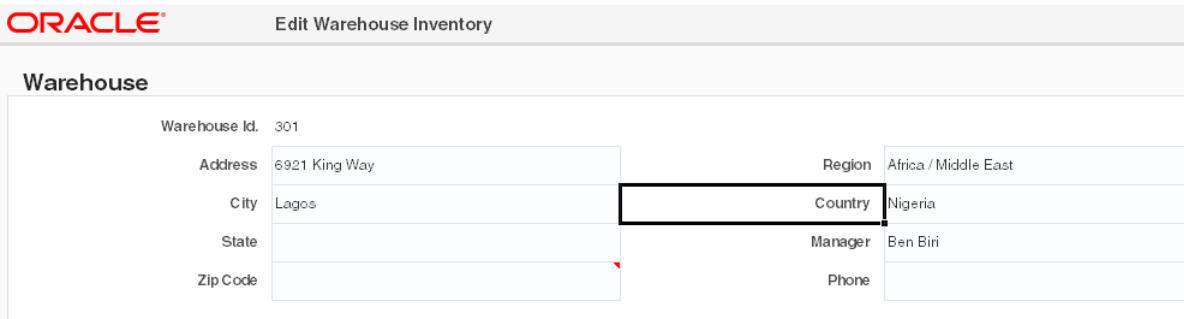 ORACLE Edit Warehouse Inventory
Warehouse
Warehouse Id. 301
Address 6921 King Way Region Africa / Middle East
City Lagos Country Nigeria
State Manager Ben Biri
Zip Code Phone